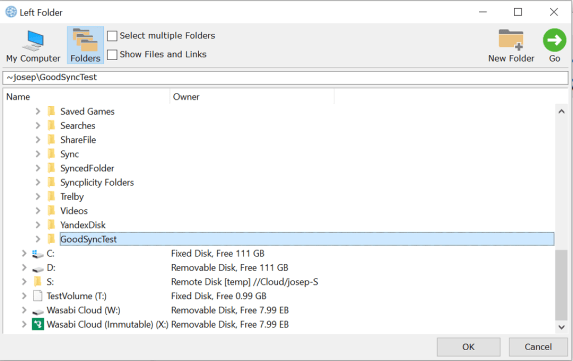 Left Folder
My Computer
Folders
Select multiple Folders
Show Files and Links
New Folder
Go
~josep\GoodSyncTest
Name Owner
Saved Games
Searches
ShareFile
Sync
SyncedFolder
Syncplicity Folders
Trelby
Videos
YandexDisk
GoodSyncTest
C: Fixed Disk, Free 111 GB
D: Removable Disk, Free 111 GB
S: Remote Disk [temp] //Cloud/josep-S
TestVolume (T:) Fixed Disk, Free 0.99 GB
Wasabi Cloud (W:) Removable Disk, Free 7.99 EB
Wasabi Cloud (Immutable) (X:) Removable Disk, Free 7.99 EB
OK Cancel